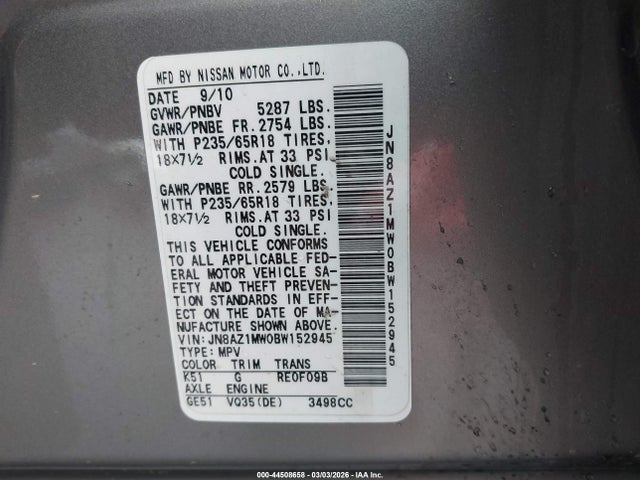 MFD BY NISSAN MOTOR CO.,LTD.
DATE 9/10
GVWR/PNBV 5287 LBS.
GAWR/PNBE FR. 2754 LBS.
WITH P235/65R18 TIRES,
18X7½ RIMS. AT 33 PSI
COLD SINGLE.
GAWR/PNBE RR. 2579 LBS.
WITH P235/65R18 TIRES,
18X7½ RIMS. AT 33 PSI
COLD SINGLE.
THIS VEHICLE CONFORMS
TO ALL APPLICABLE FED-
ERAL MOTOR VEHICLE SA-
FETY AND THEFT PREVEN-
TION STANDARDS IN EFF-
ECT ON THE DATE OF MA-
NUFACTURE SHOWN ABOVE.
VIN: JN8AZ1MW0BW152945
TYPE: MPV
COLOR TRIM TRANS
K51 G RE0F09B
AXLE ENGINE
GE51 VQ35(DE) 3498CC
JN8AZ1MW0BW152945
000-44508658 - 03/03/2026 - IAA Inc.